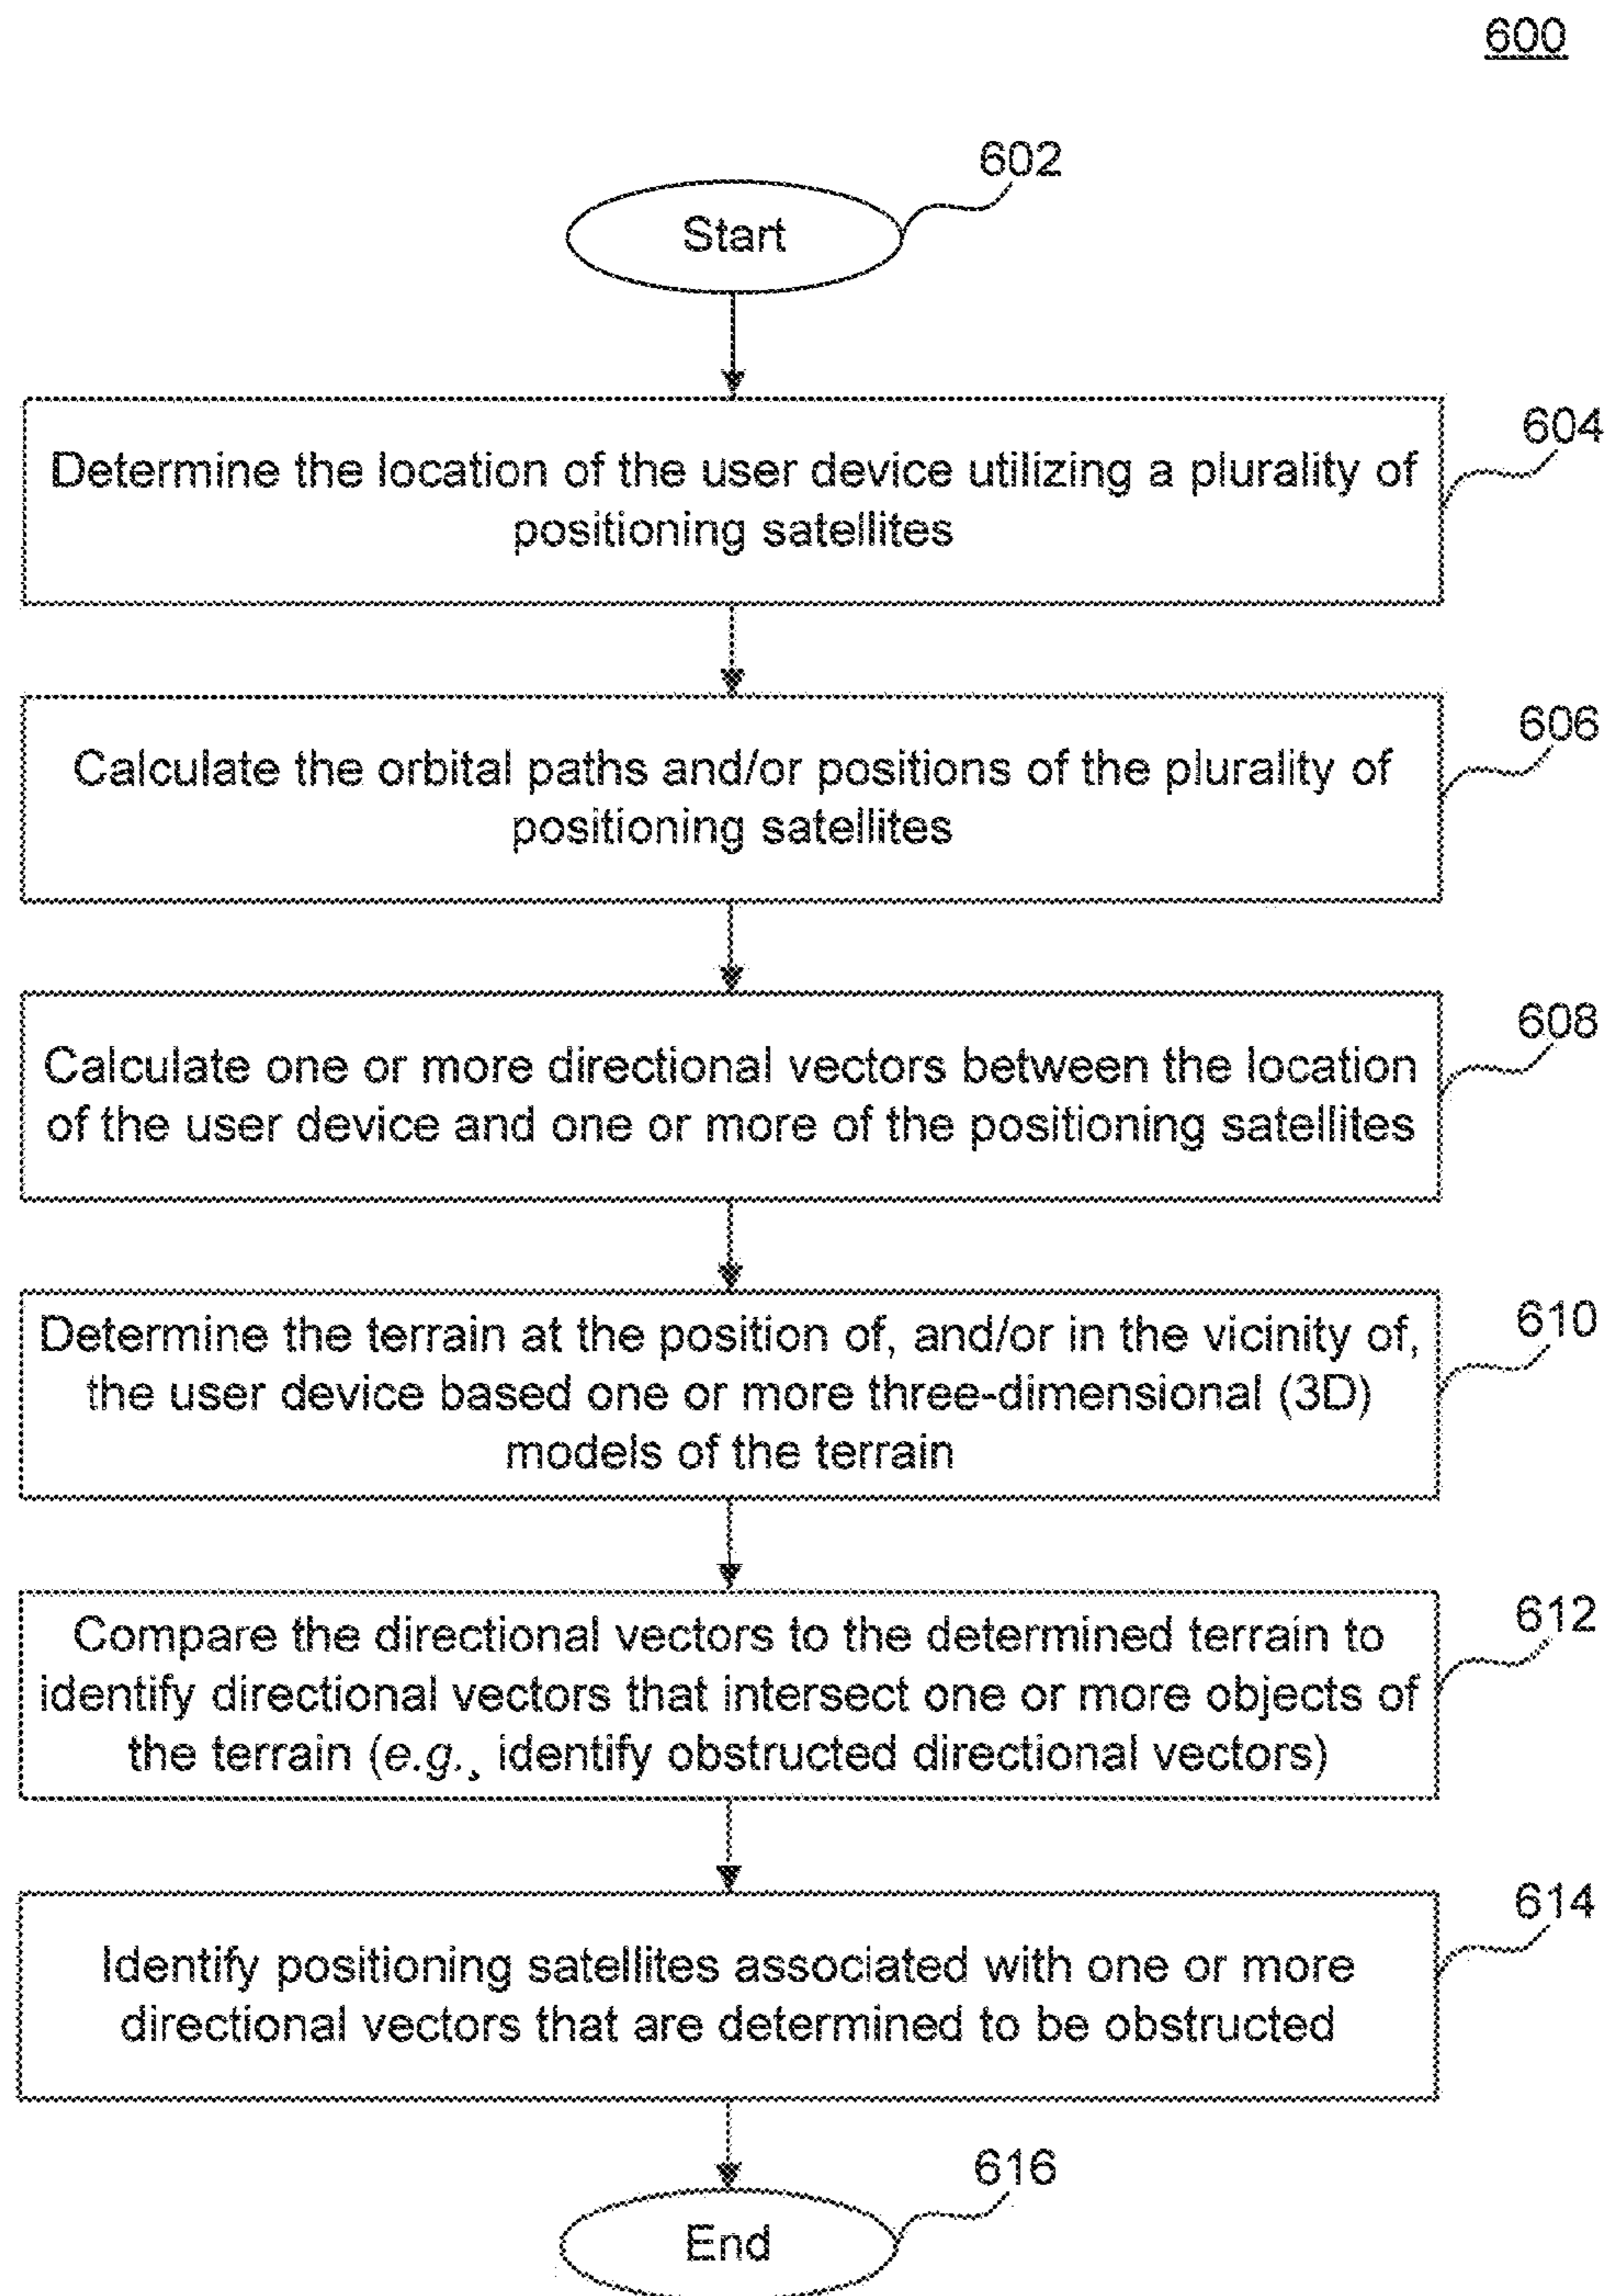 600
602
Start
604
Determine the location of the user device utilizing a plurality of
positioning satellites
606
Calculate the orbital paths and/or positions of the plurality of
positioning satellites
608
Calculate one or more directional vectors between the location
of the user device and one or more of the positioning satellites
610
Determine the terrain at the position of, and/or in the vicinity of,
the user device based one or more three-dimensional (3D)
models of the terrain
612
Compare the directional vectors to the determined terrain to
identify directional vectors that intersect one or more objects of
the terrain (e.g., identify obstructed directional vectors)
614
Identify positioning satellites associated with one or more
directional vectors that are determined to be obstructed
616
End